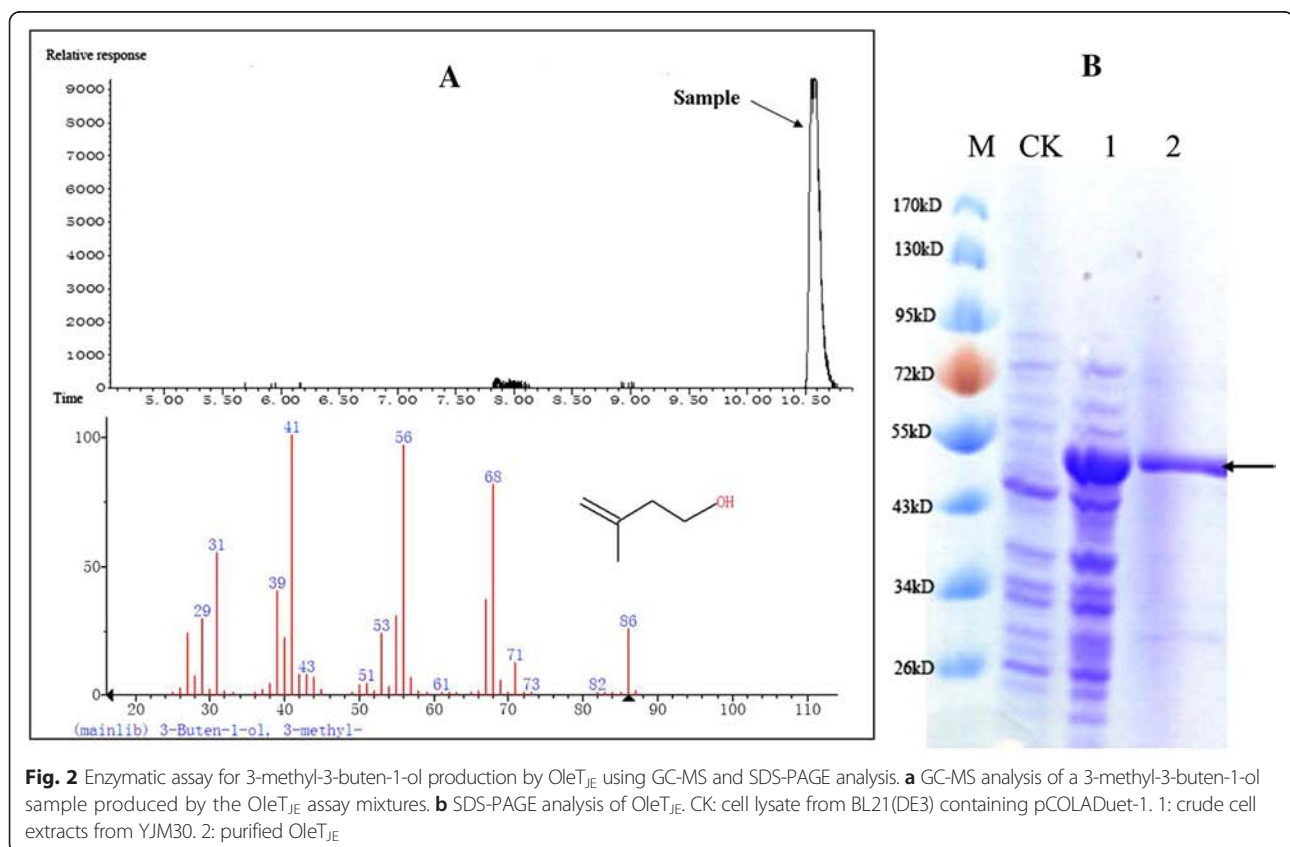 Relative response
A
B
Sample
9000
8000
7000
6000
5000
4000
3000
2000
1000
0
Time
5.00 5.50 6.00 6.50 7.00 7.50 8.00 8.50 9.00 9.50 10.00 10.50
100
50
0
29
31
39
41
43
51
53
56
61
68
71
73
82
86
OH
20 30 40 50 60 70 80 90 100 110
(mainlib) 3-Buten-1-ol, 3-methyl-
M CK 1 2
170kD
130kD
95kD
72kD
55kD
43kD
34kD
26kD
Fig. 2 Enzymatic assay for 3-methyl-3-buten-1-ol production by OleTJE using GC-MS and SDS-PAGE analysis. a GC-MS analysis of a 3-methyl-3-buten-1-ol
sample produced by the OleTJE assay mixtures. b SDS-PAGE analysis of OleTJE. CK: cell lysate from BL21(DE3) containing pCOLADuet-1. 1: crude cell
extracts from YJM30. 2: purified OleTJE